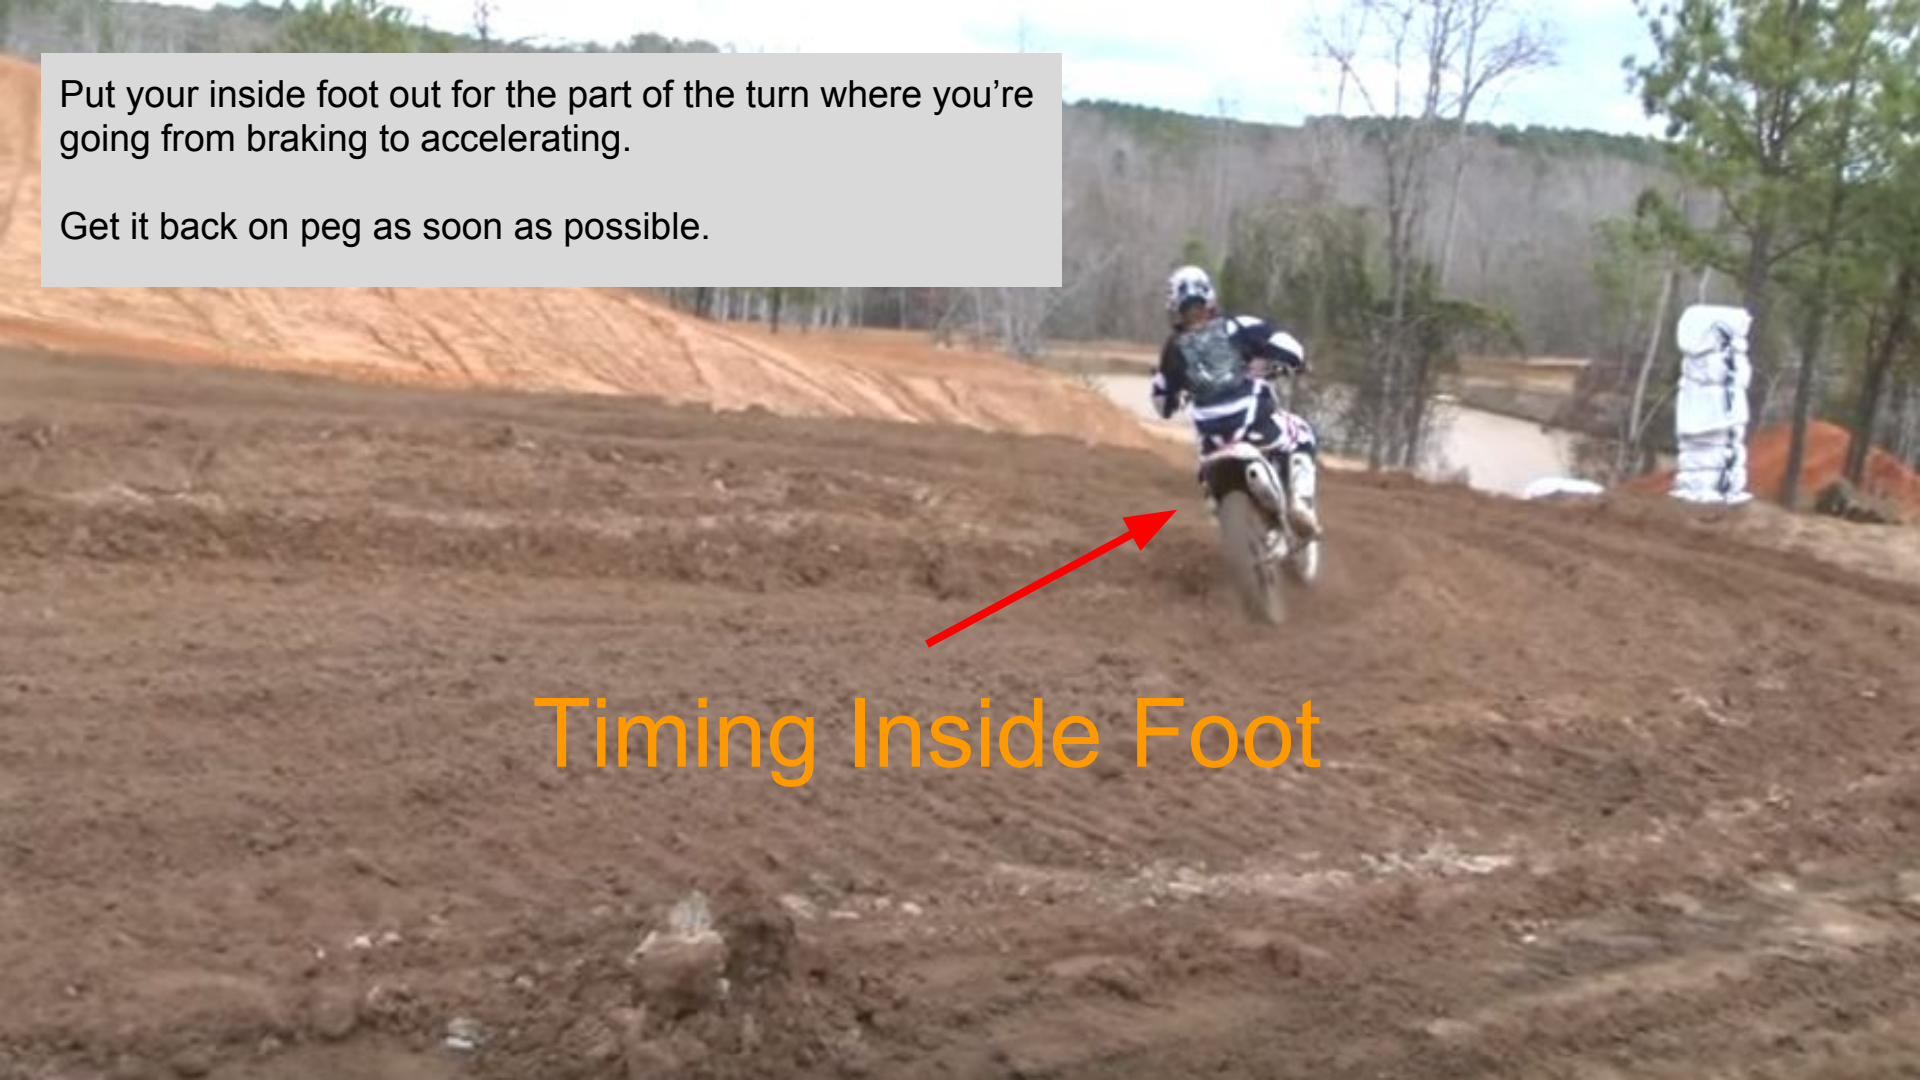 Put your inside foot out for the part of the turn where you’re
going from braking to accelerating.
Get it back on peg as soon as possible.
Timing Inside Foot